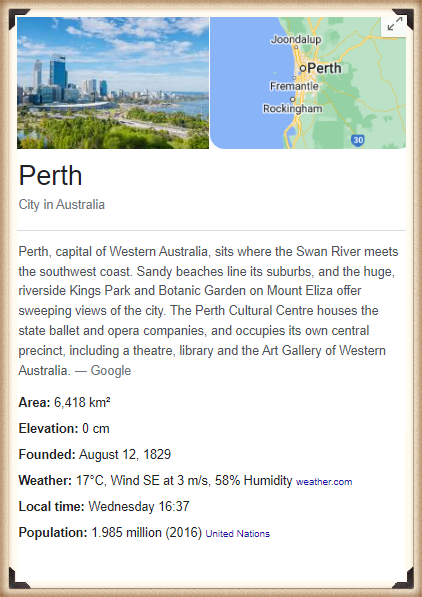 Joondalup
Perth
Fremantle
Rockingham
30
Perth
City in Australia
Perth, capital of Western Australia, sits where the Swan River meets
the southwest coast. Sandy beaches line its suburbs, and the huge,
riverside Kings Park and Botanic Garden on Mount Eliza offer
sweeping views of the city. The Perth Cultural Centre houses the
state ballet and opera companies, and occupies its own central
precinct, including a theatre, library and the Art Gallery of Western
Australia. — Google
Area: 6,418 km²
Elevation: 0 cm
Founded: August 12, 1829
Weather: 17°C, Wind SE at 3 m/s, 58% Humidity weather.com
Local time: Wednesday 16:37
Population: 1.985 million (2016) United Nations